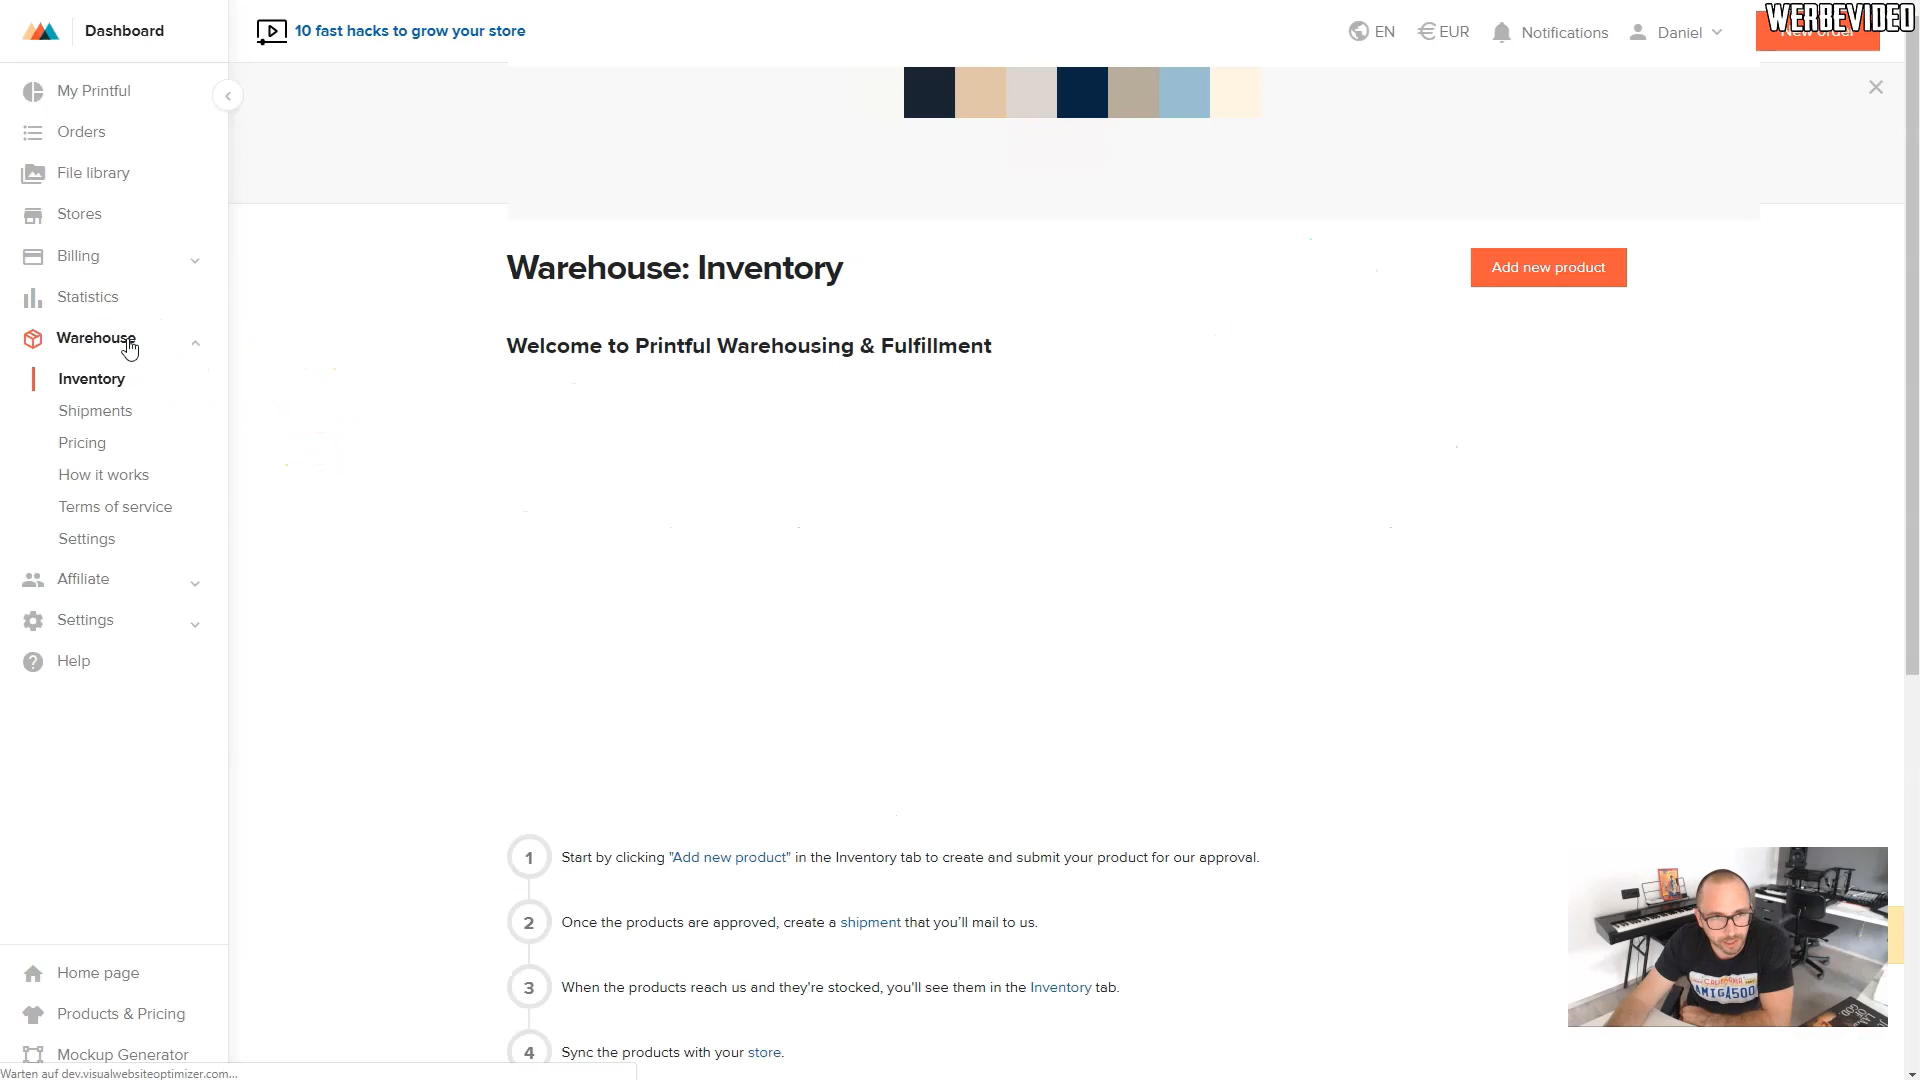 Dashboard
10 fast hacks to grow your store
EN
EUR
Notifications
Daniel
WERBEVIDEO
New order
My Printful
Orders
File library
Stores
Billing
Statistics
Warehouse
Inventory
Shipments
Pricing
How it works
Terms of service
Settings
Affiliate
Settings
Help
Home page
Products & Pricing
Mockup Generator
Warten auf dev.visualwebsiteoptimizer.com...
Warehouse: Inventory
Add new product
Welcome to Printful Warehousing & Fulfillment
1 Start by clicking "Add new product" in the Inventory tab to create and submit your product for our approval.
2 Once the products are approved, create a shipment that you’ll mail to us.
3 When the products reach us and they're stocked, you'll see them in the Inventory tab.
4 Sync the products with your store.
CALIFORNIA
AMIGA500